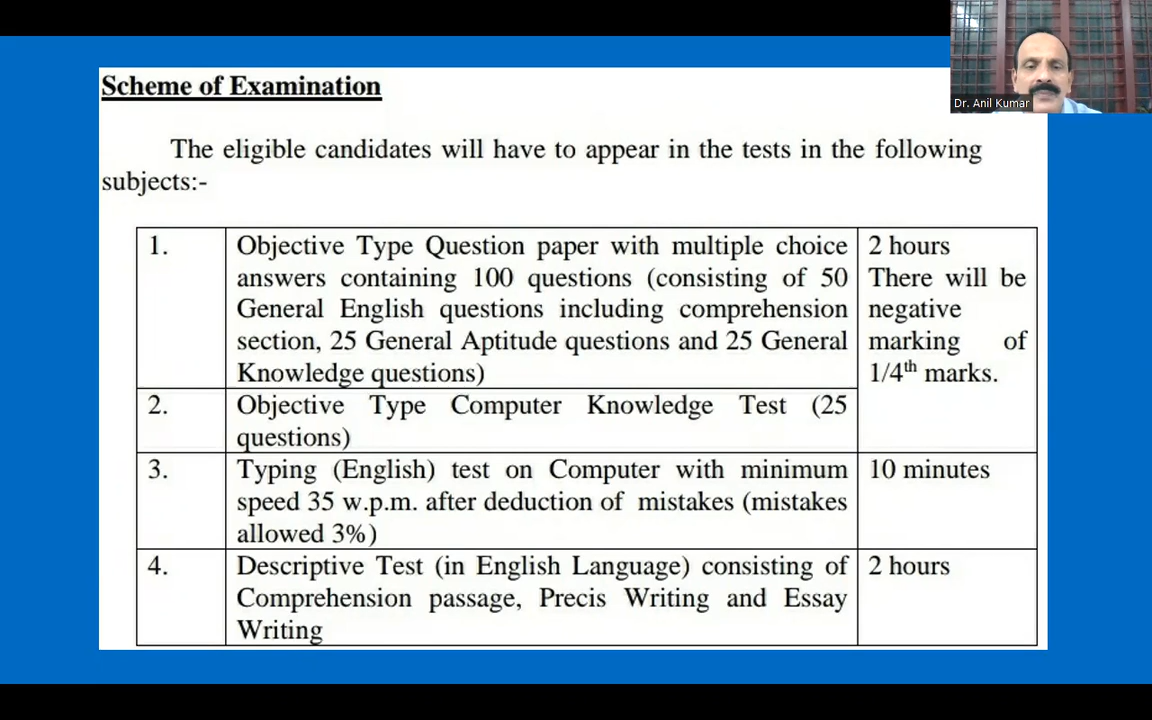 Scheme of Examination
Dr. Anil Kumar
The eligible candidates will have to appear in the tests in the following
subjects:-
1.
Objective Type Question paper with multiple choice
answers containing 100 questions (consisting of 50
General English questions including comprehension
section, 25 General Aptitude questions and 25 General
Knowledge questions)
2 hours
There will be
negative
marking of
1/4th marks.
2.
Objective Type Computer Knowledge Test (25
questions)
3.
Typing (English) test on Computer with minimum
speed 35 w.p.m. after deduction of mistakes (mistakes
allowed 3%)
10 minutes
4.
Descriptive Test (in English Language) consisting of
Comprehension passage, Precis Writing and Essay
Writing
2 hours